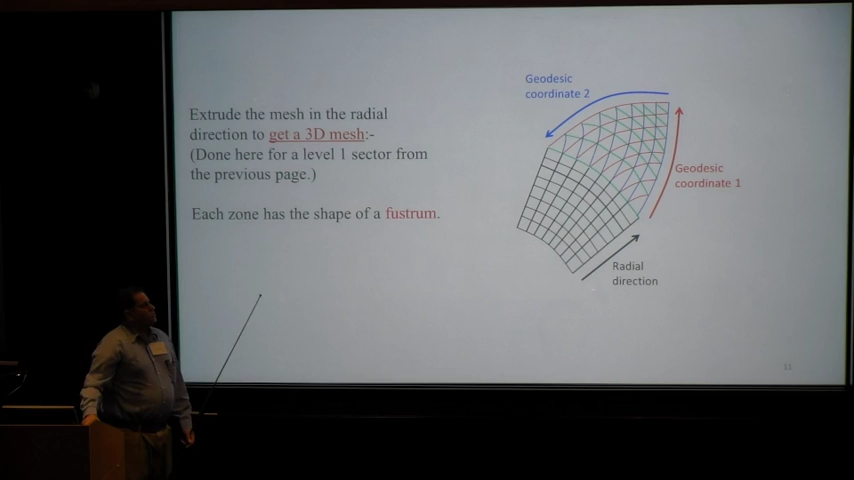 Extrude the mesh in the radial
direction to get a 3D mesh:-
(Done here for a level 1 sector from
the previous page.)
Each zone has the shape of a fustrum.
Geodesic
coordinate 2
Geodesic
coordinate 1
Radial
direction
11